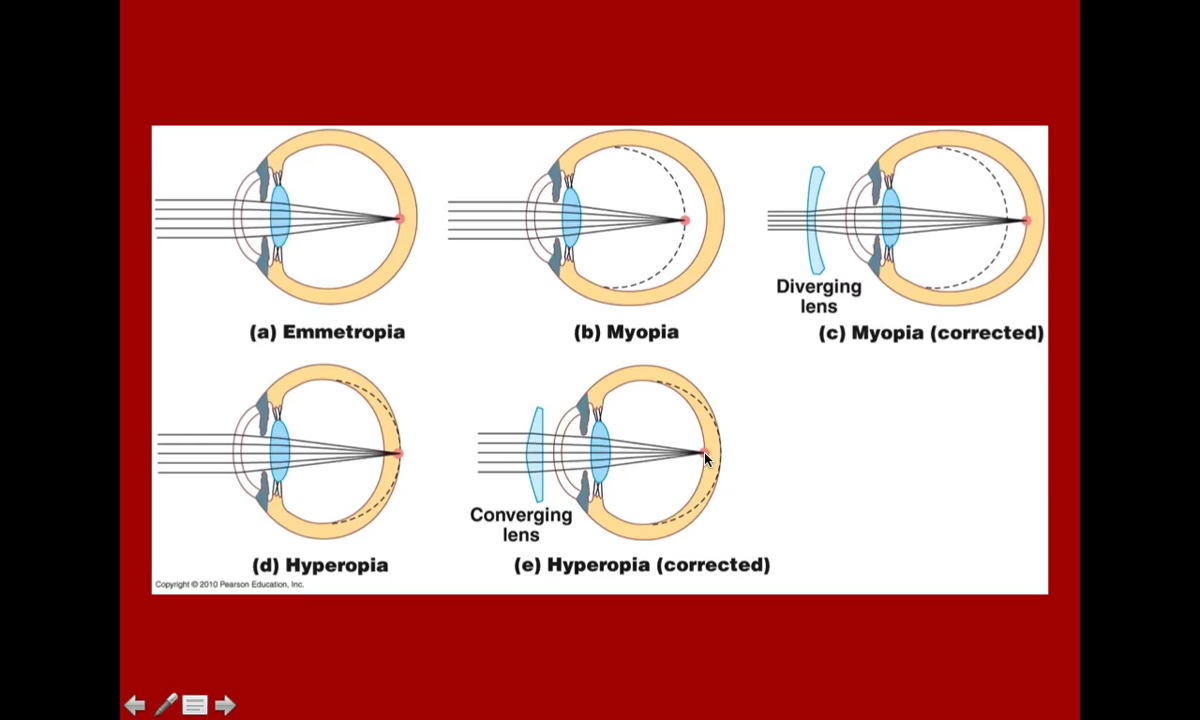 Diverging
lens
(a) Emmetropia
(b) Myopia
(c) Myopia (corrected)
Converging
lens
(d) Hyperopia
(e) Hyperopia (corrected)
Copyright © 2010 Pearson Education, Inc.